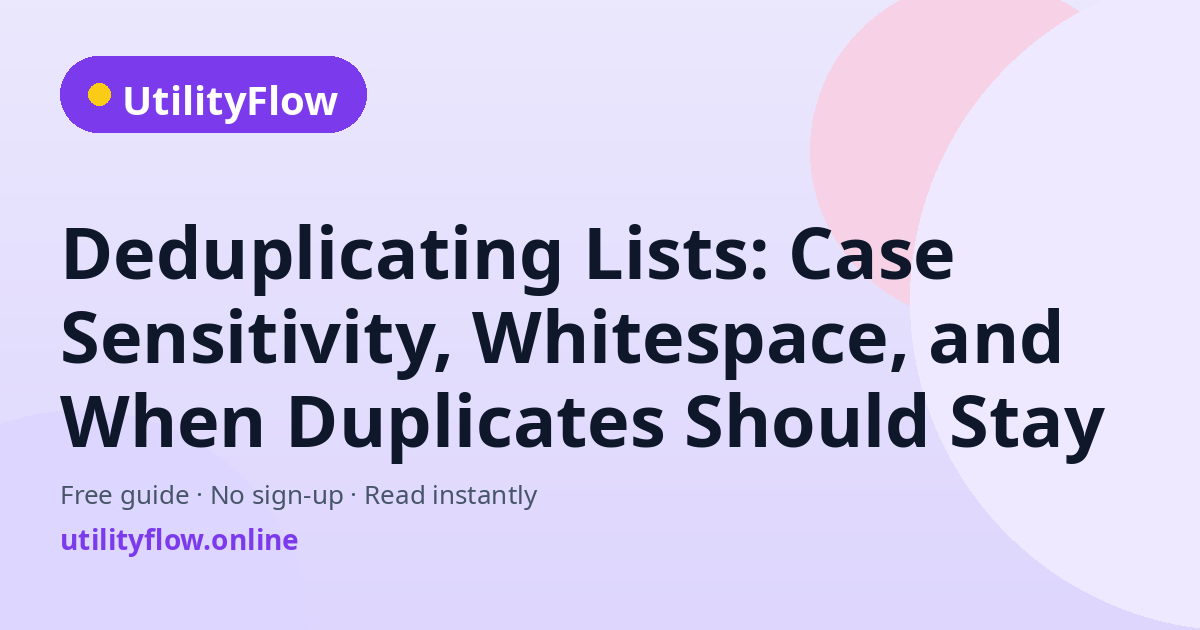 UtilityFlow
Deduplicating Lists: Case
Sensitivity, Whitespace, and
When Duplicates Should Stay
Free guide · No sign-up · Read instantly
utilityflow.online